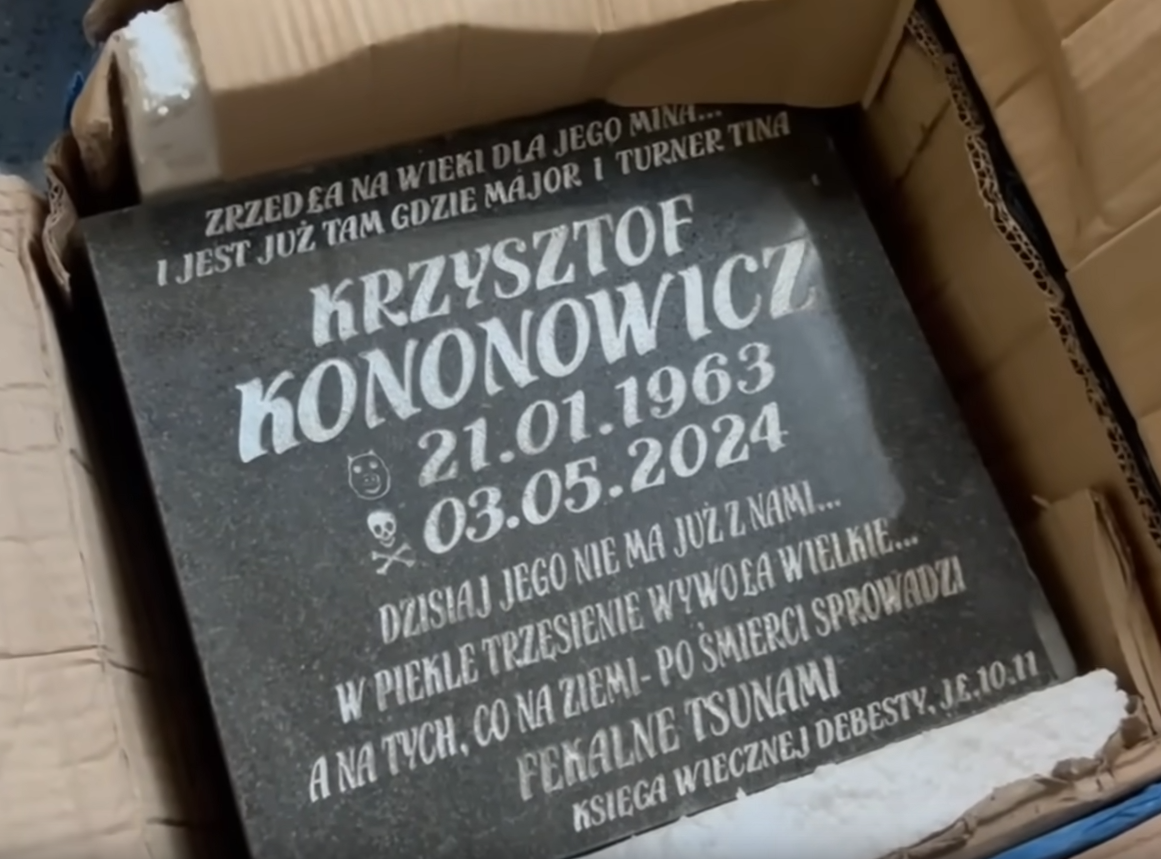 ZRZEDŁA NA WIEKI DLA JEGO MINA...
I JEST JUŻ TAM GDZIE MAJOR I TURNER TINA
KRZYSZTOF
KONONOWICZ
21.01.1963
03.05.2024
DZISIAJ JEGO NIE MA JUŻ Z NAMI...
W PIEKLE TRZĘSIENIE WYWOŁA WIELKIE...
A NA TYCH, CO NA ZIEMI- PO ŚMIERCI SPROWADZI
FEKALNE TSUNAMI
KSIĘGA WIECZNEJ DEBESTY, J.Ł.10:11